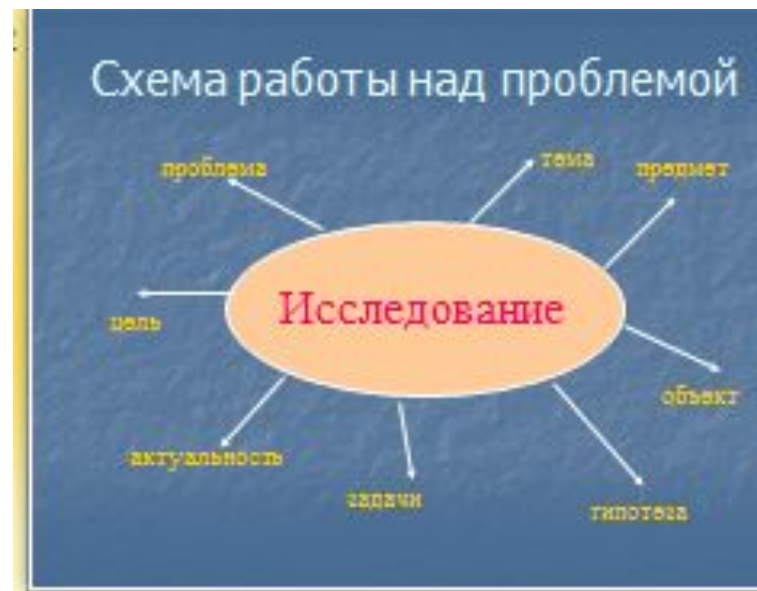 Схема работы над проблемой
проблема
тема
предмет
Исследование
цель
объект
актуальность
задачи
гипотеза